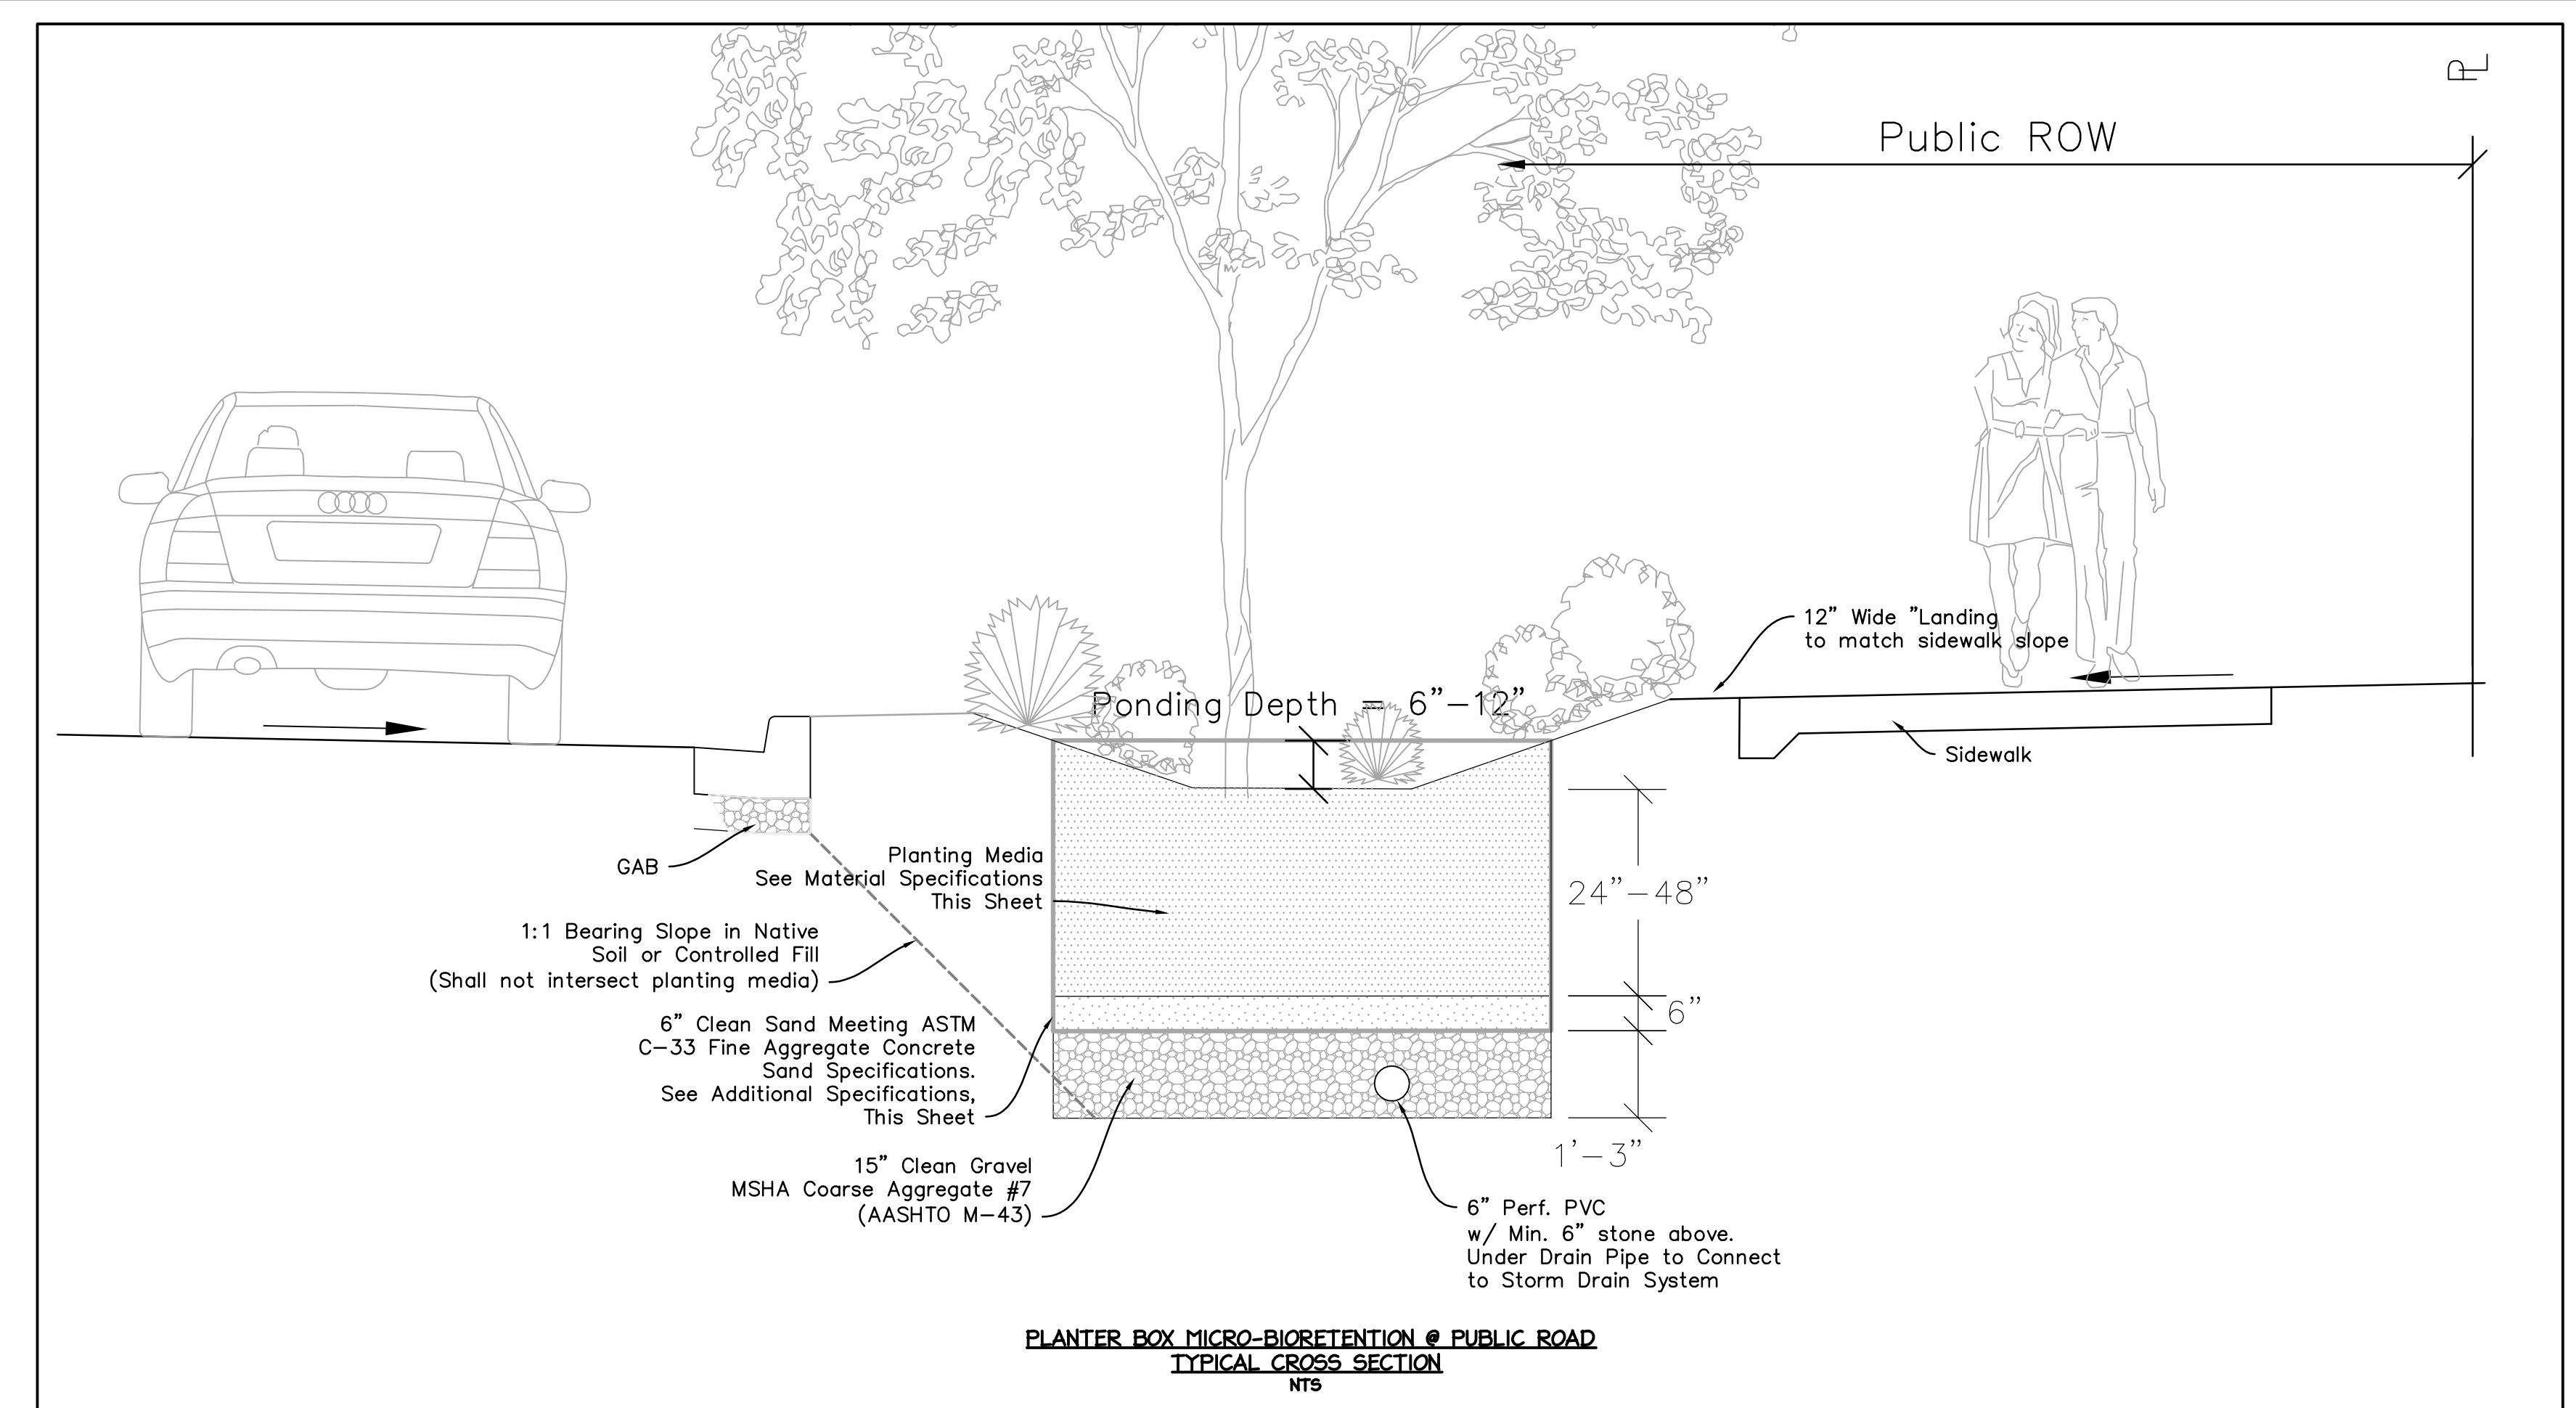 PL
Public ROW
12" Wide "Landing
to match sidewalk slope
Ponding Depth = 6"-12"
Sidewalk
GAB
Planting Media
See Material Specifications
This Sheet
24"-48"
1:1 Bearing Slope in Native
Soil or Controlled Fill
(Shall not intersect planting media)
6"
6" Clean Sand Meeting ASTM
C-33 Fine Aggregate Concrete
Sand Specifications.
See Additional Specifications,
This Sheet
1'-3"
15" Clean Gravel
MSHA Coarse Aggregate #7
(AASHTO M-43)
6" Perf. PVC
w/ Min. 6" stone above.
Under Drain Pipe to Connect
to Storm Drain System
PLANTER BOX MICRO-BIORETENTION @ PUBLIC ROAD
TYPICAL CROSS SECTION
NTS